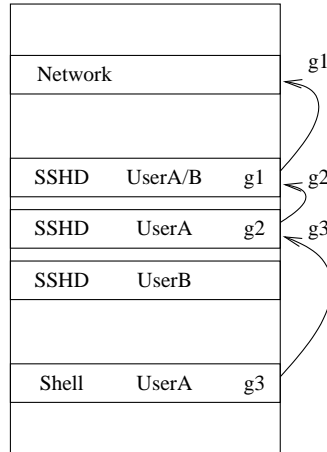 Network
g1
SSHD UserA/B g1
g2
SSHD UserA g2
g3
SSHD UserB
Shell UserA g3